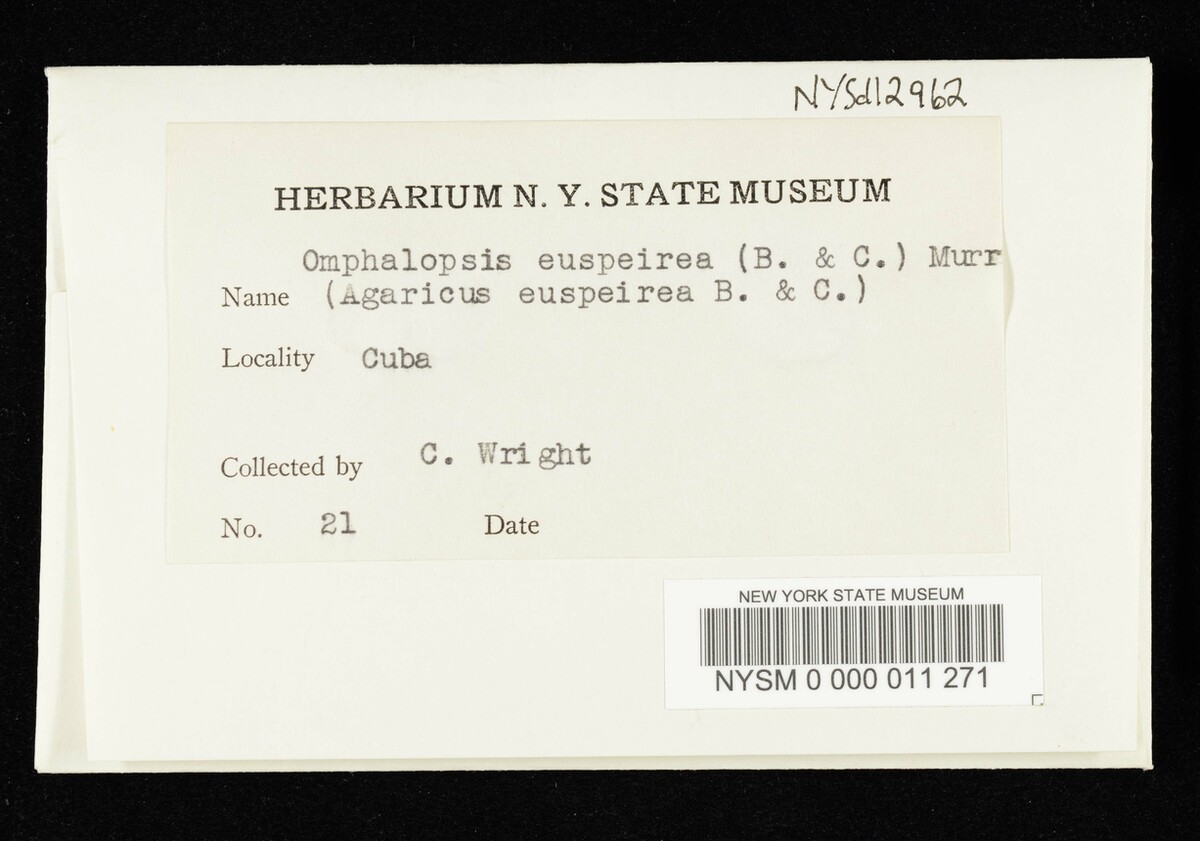 NYSd12962
HERBARIUM N. Y. STATE MUSEUM
Omphalopsis euspeirea (B. & C.) Murr
Name (Agaricus euspeirea B. & C.)
Locality Cuba
Collected by C. Wright
No. 21 Date
NEW YORK STATE MUSEUM
NYSM 0 000 011 271